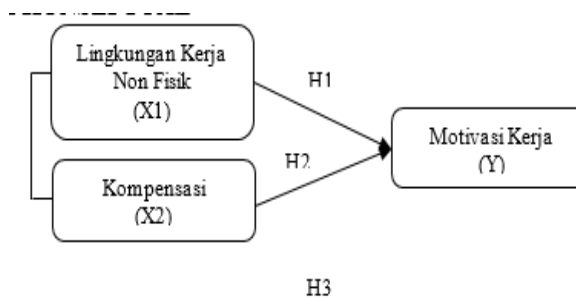 Lingkungan Kerja
Non Fisik
(X1)
H1
Motivasi Kerja
(Y)
H2
Kompensasi
(X2)
H3